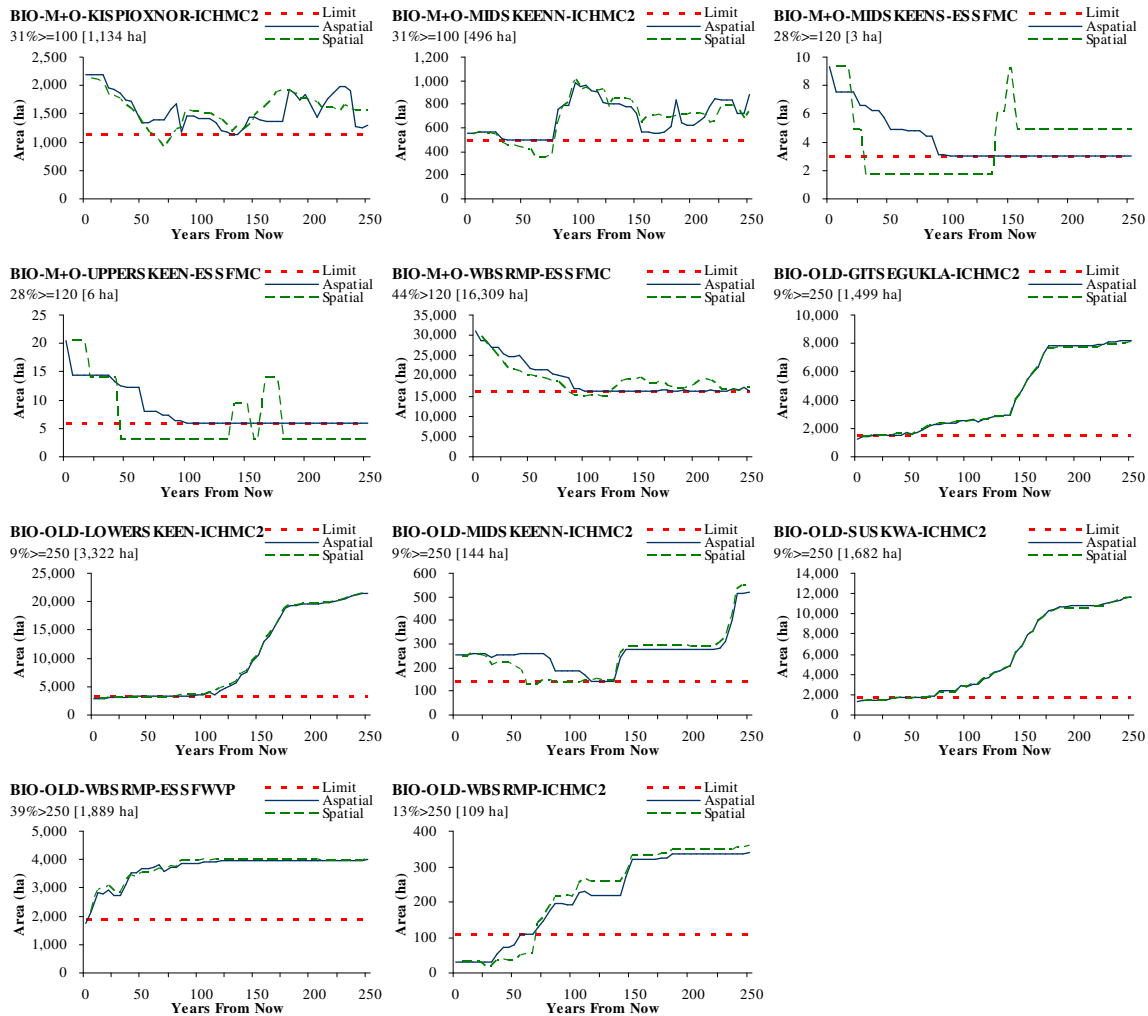 BIO-M+O-KISPIOXNOR-ICHMC2
31%>=100 [1,134 ha]
Limit
Aspatial
Spatial
2,500
2,000
1,500
1,000
500
0
Area (ha)
0 50 100 150 200 250
Years From Now
BIO-M+O-MIDSKEENN-ICHMC2
31%>=100 [496 ha]
Limit
Aspatial
Spatial
1,200
1,000
800
600
400
200
0
Area (ha)
0 50 100 150 200 250
Years From Now
BIO-M+O-MIDSKEENS-ESSFMC
28%>=120 [3 ha]
Limit
Aspatial
Spatial
10
8
6
4
2
0
Area (ha)
0 50 100 150 200 250
Years From Now
BIO-M+O-UPPERSKEEN-ESSFMC
28%>=120 [6 ha]
Limit
Aspatial
Spatial
25
20
15
10
5
0
Area (ha)
0 50 100 150 200 250
Years From Now
BIO-M+O-WBSRMP-ESSFMC
44%>120 [16,309 ha]
Limit
Aspatial
Spatial
35,000
30,000
25,000
20,000
15,000
10,000
5,000
0
Area (ha)
0 50 100 150 200 250
Years From Now
BIO-OLD-GITSEGUKLA-ICHMC2
9%>=250 [1,499 ha]
Limit
Aspatial
Spatial
8,000
6,000
4,000
2,000
0
Area (ha)
0 50 100 150 200 250
Years From Now
BIO-OLD-LOWERSKEEN-ICHMC2
9%>=250 [3,322 ha]
Limit
Aspatial
Spatial
25,000
20,000
15,000
10,000
5,000
0
Area (ha)
0 50 100 150 200 250
Years From Now
BIO-OLD-MIDSKEENN-ICHMC2
9%>=250 [144 ha]
Limit
Aspatial
Spatial
600
500
400
300
200
100
0
Area (ha)
0 50 100 150 200 250
Years From Now
BIO-OLD-SUSKWA-ICHMC2
9%>=250 [1,682 ha]
Limit
Aspatial
Spatial
14,000
12,000
10,000
8,000
6,000
4,000
2,000
0
Area (ha)
0 50 100 150 200 250
Years From Now
BIO-OLD-WBSRMP-ESSFWVP
39%>250 [1,889 ha]
Limit
Aspatial
Spatial
5,000
4,000
3,000
2,000
1,000
0
Area (ha)
0 50 100 150 200 250
Years From Now
BIO-OLD-WBSRMP-ICHMC2
13%>250 [109 ha]
Limit
Aspatial
Spatial
400
300
200
100
0
Area (ha)
0 50 100 150 200 250
Years From Now